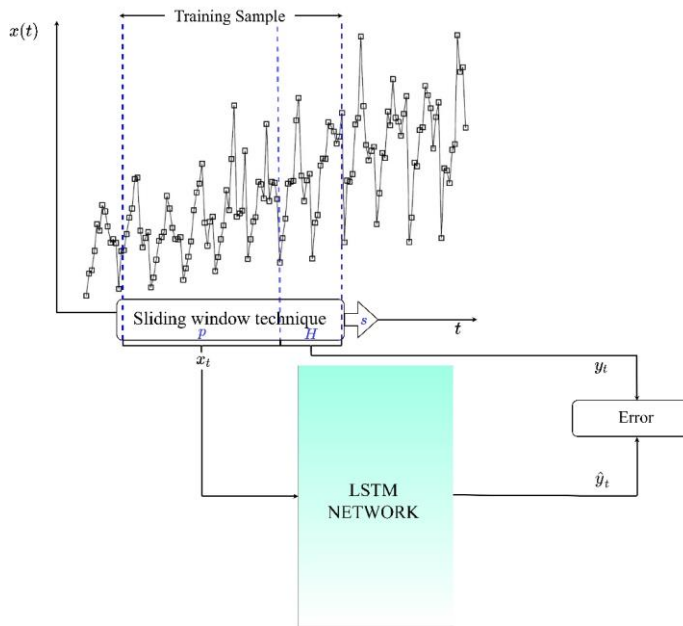 Training Sample
x(t)
Sliding window technique
s
t
p
H
x_t
y_t
Error
ŷ_t
LSTM
NETWORK